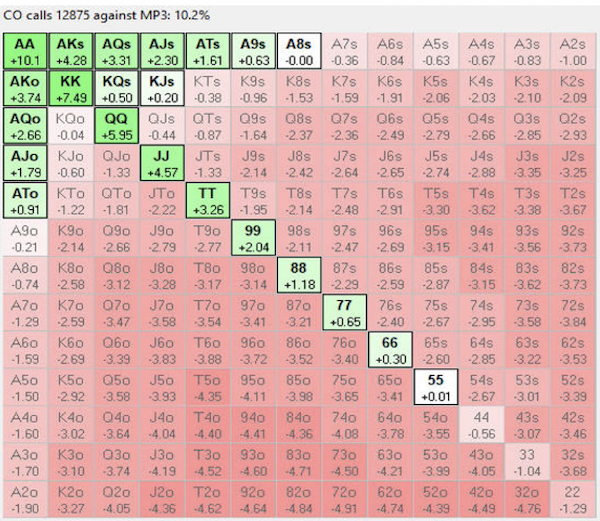 CO calls 12875 against MP3: 10.2%
AA AKs AQs AJs ATs A9s A8s A7s A6s A5s A4s A3s A2s
+10.1 +4.28 +3.31 +2.30 +1.61 +0.63 -0.00 -0.36 -0.84 -0.63 -0.67 -0.83 -1.00
AKo KK KQs KJs KTs K9s K8s K7s K6s K5s K4s K3s K2s
+3.74 +7.49 +0.50 +0.20 -0.38 -0.96 -1.53 -1.59 -1.91 -2.06 -2.03 -2.10 -2.09
AQo KQo QQ QJs QTs Q9s Q8s Q7s Q6s Q5s Q4s Q3s Q2s
+2.66 -0.04 +5.95 -0.44 -0.87 -1.64 -2.37 -2.36 -2.49 -2.79 -2.66 -2.85 -2.93
AJo KJo QJo JJ JTs J9s J8s J7s J6s J5s J4s J3s J2s
+1.79 -0.60 -1.33 +4.57 -1.33 -2.14 -2.42 -2.64 -2.65 -2.74 -2.88 -3.35 -3.25
ATo KTo QTo JTo TT T9s T8s T7s T6s T5s T4s T3s T2s
+0.91 -1.22 -1.81 -2.22 +3.26 -1.95 -2.14 -2.48 -2.91 -3.30 -3.62 -3.38 -3.67
A9o K9o Q9o J9o T9o 99 98s 97s 96s 95s 94s 93s 92s
-0.21 -2.14 -2.66 -2.79 -2.77 +2.04 -2.11 -2.47 -2.69 -3.15 -3.41 -3.56 -3.73
A8o K8o Q8o J8o T8o 98o 88 87s 86s 85s 84s 83s 82s
-0.74 -2.58 -3.12 -3.28 -3.17 -3.14 +1.18 -2.29 -2.59 -2.87 -3.15 -3.62 -3.73
A7o K7o Q7o J7o T7o 97o 87o 77 76s 75s 74s 73s 72s
-1.29 -2.59 -3.47 -3.58 -3.54 -3.41 -3.21 +0.65 -2.40 -2.67 -2.95 -3.58 -3.84
A6o K6o Q6o J6o T6o 96o 86o 76o 66 65s 64s 63s 62s
-1.59 -2.69 -3.39 -3.83 -3.88 -3.72 -3.52 -3.40 +0.30 -2.60 -2.85 -3.22 -3.53
A5o K5o Q5o J5o T5o 95o 85o 75o 65o 55 54s 53s 52s
-1.50 -2.92 -3.58 -3.93 -4.35 -4.11 -3.98 -3.65 -3.41 +0.01 -2.67 -3.01 -3.39
A4o K4o Q4o J4o T4o 94o 84o 74o 64o 54o 44 43s 42s
-1.60 -3.02 -3.64 -4.04 -4.40 -4.41 -4.36 -4.08 -3.78 -3.55 -0.56 -3.07 -3.46
A3o K3o Q3o J3o T3o 93o 83o 73o 63o 53o 43o 33 32s
-1.70 -3.10 -3.74 -4.19 -4.52 -4.60 -4.71 -4.50 -4.21 -3.99 -4.05 -1.04 -3.68
A2o K2o Q2o J2o T2o 92o 82o 72o 62o 52o 42o 32o 22
-1.90 -3.27 -4.05 -4.36 -4.62 -4.64 -4.84 -4.91 -4.74 -4.39 -4.49 -4.76 -1.29